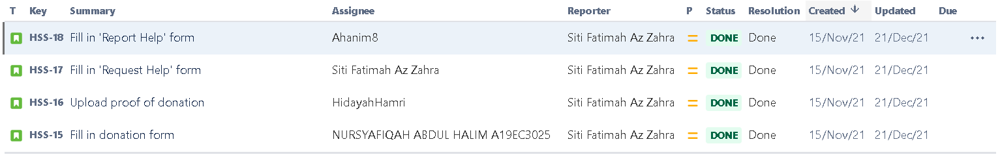 T Key Summary Assignee Reporter P Status Resolution Created ↓ Updated Due
HSS-18 Fill in 'Report Help' form Ahanim8 Siti Fatimah Az Zahra DONE Done 15/Nov/21 21/Dec/21 ...
HSS-17 Fill in 'Request Help' form Siti Fatimah Az Zahra Siti Fatimah Az Zahra DONE Done 15/Nov/21 21/Dec/21
HSS-16 Upload proof of donation HidayahHamri Siti Fatimah Az Zahra DONE Done 15/Nov/21 21/Dec/21
HSS-15 Fill in donation form NURSYAFIQAH ABDUL HALIM A19EC3025 Siti Fatimah Az Zahra DONE Done 15/Nov/21 21/Dec/21